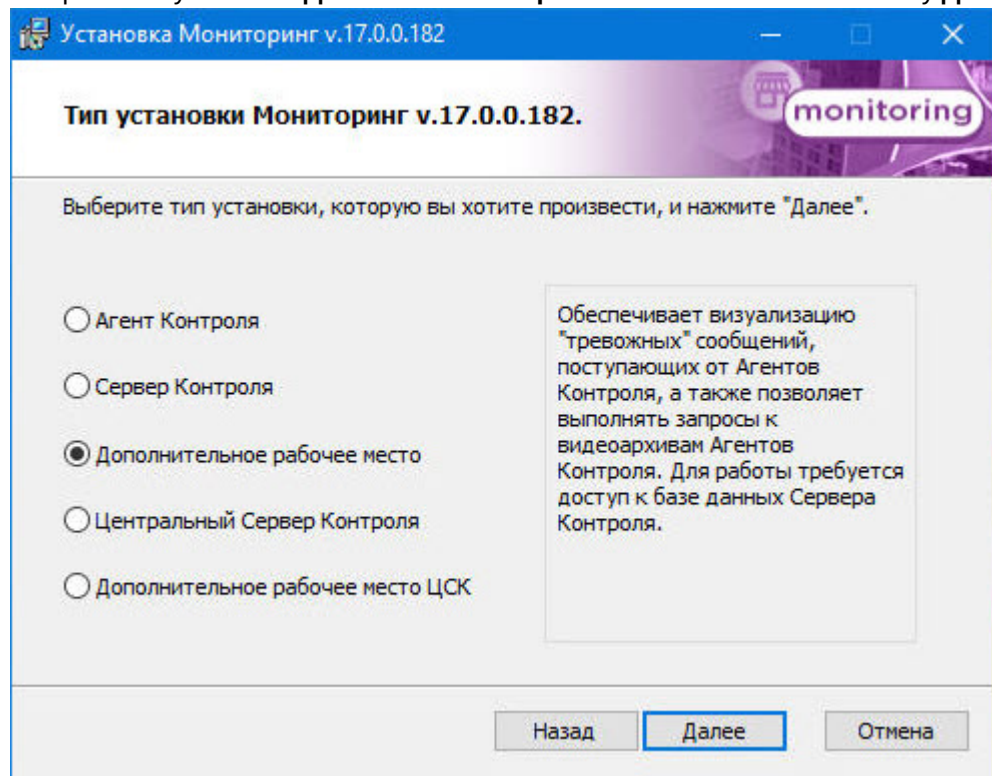 Установка Мониторинг v.17.0.0.182
Тип установки Мониторинг v.17.0.0.182.
monitoring
Выберите тип установки, которую вы хотите произвести, и нажмите "Далее".
Агент Контроля
Сервер Контроля
Дополнительное рабочее место
Центральный Сервер Контроля
Дополнительное рабочее место ЦСК
Обеспечивает визуализацию
"тревожных" сообщений,
поступающих от Агентов
Контроля, а также позволяет
выполнять запросы к
видеоархивам Агентов
Контроля. Для работы требуется
доступ к базе данных Сервера
Контроля.
Назад
Далее
Отмена